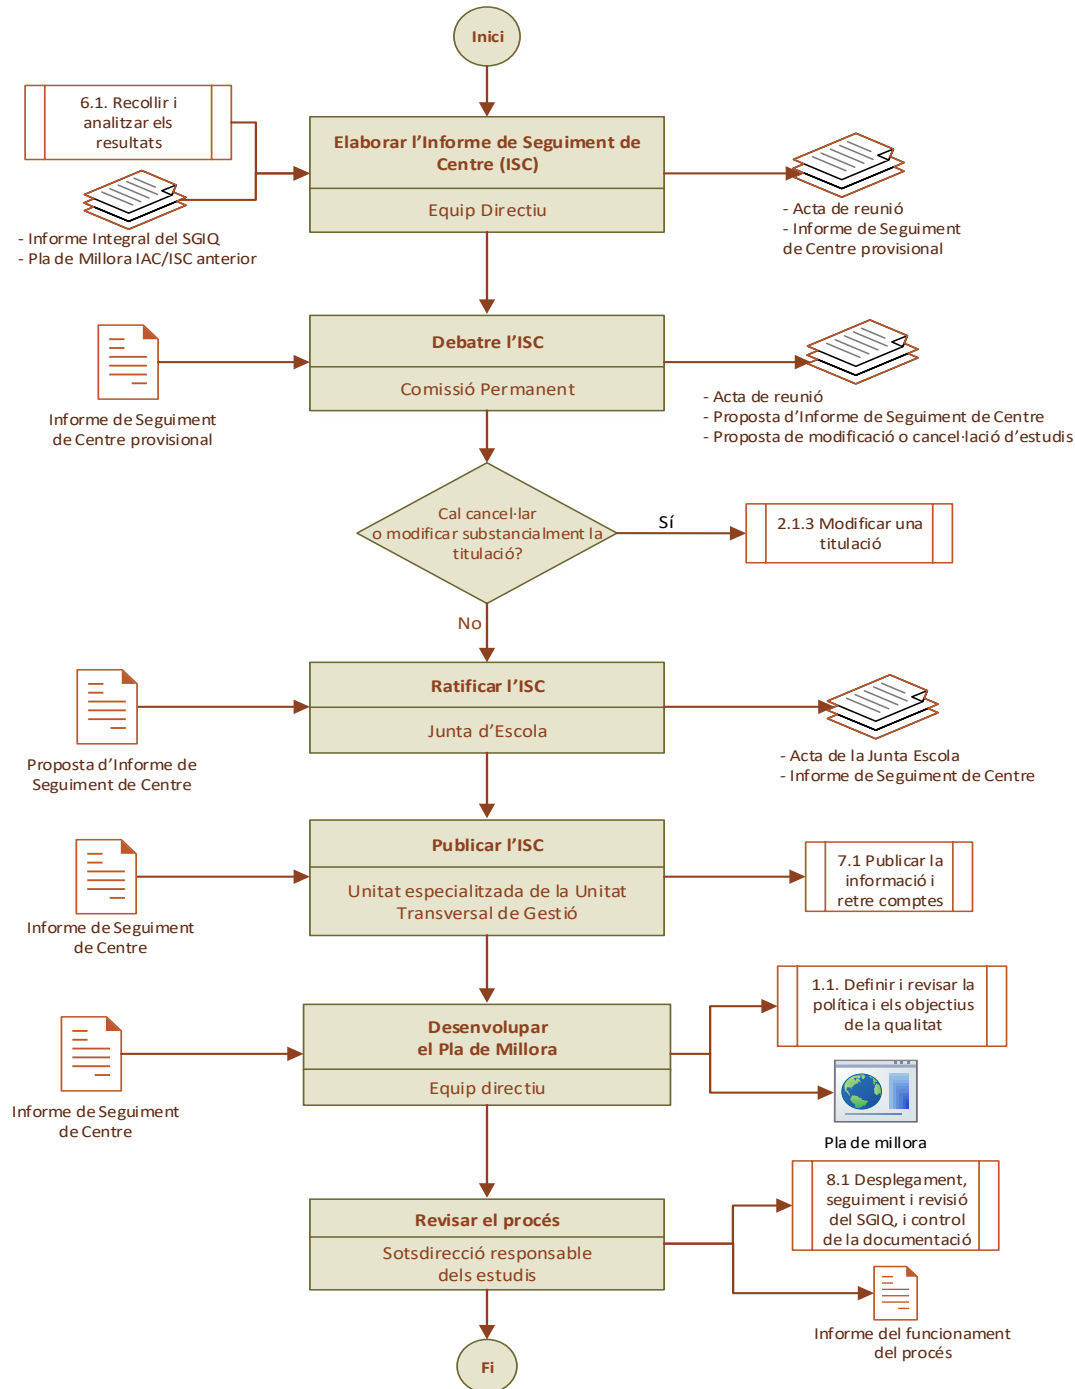 Inici
6.1. Recollir i
analitzar els
resultats
- Informe Integral del SGIQ
- Pla de Millora IAC/ISC anterior
Elaborar l'Informe de Seguiment de
Centre (ISC)
Equip Directiu
- Acta de reunió
- Informe de Seguiment
de Centre provisional
Informe de Seguiment
de Centre provisional
Debatre l'ISC
Comissió Permanent
- Acta de reunió
- Proposta d'Informe de Seguiment de Centre
- Proposta de modificació o cancel·lació d'estudis
Cal cancel·lar
o modificar substancialment la
titulació?
Sí
2.1.3 Modificar una
titulació
No
Proposta d'Informe de
Seguiment de Centre
Ratificar l'ISC
Junta d'Escola
- Acta de la Junta Escola
- Informe de Seguiment de Centre
Informe de Seguiment
de Centre
Publicar l'ISC
Unitat especialitzada de la Unitat
Transversal de Gestió
7.1 Publicar la
informació i
retre comptes
Informe de Seguiment
de Centre
Desenvolupar
el Pla de Millora
Equip directiu
1.1. Definir i revisar la
política i els objectius
de la qualitat
Pla de millora
Revisar el procés
Sotsdirecció responsable
dels estudis
8.1 Desplegament,
seguiment i revisió
del SGIQ, i control
de la documentació
Informe del funcionament
del procés
Fi